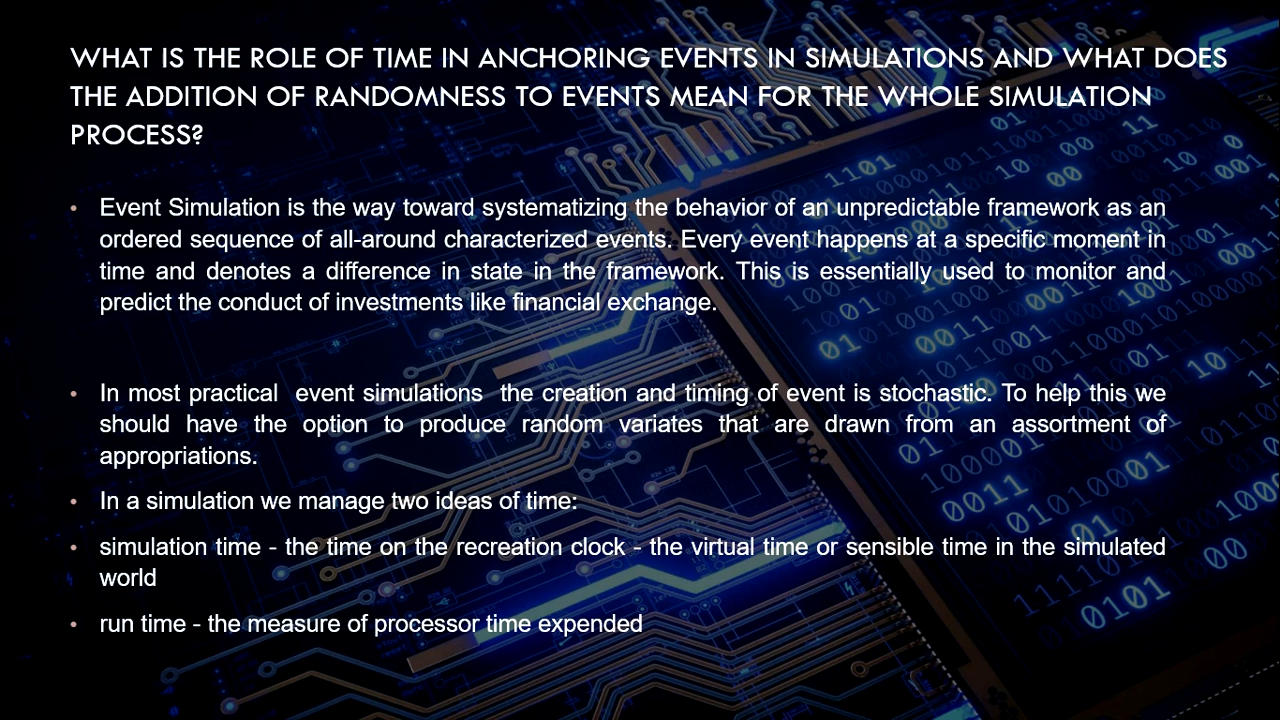 WHAT IS THE ROLE OF TIME IN ANCHORING EVENTS IN SIMULATIONS AND WHAT DOES
THE ADDITION OF RANDOMNESS TO EVENTS MEAN FOR THE WHOLE SIMULATION
PROCESS?
• Event Simulation is the way toward systematizing the behavior of an unpredictable framework as an
ordered sequence of all-around characterized events. Every event happens at a specific moment in
time and denotes a difference in state in the framework. This is essentially used to monitor and
predict the conduct of investments like financial exchange.
• In most practical event simulations the creation and timing of event is stochastic. To help this we
should have the option to produce random variates that are drawn from an assortment of
appropriations.
• In a simulation we manage two ideas of time:
• simulation time - the time on the recreation clock - the virtual time or sensible time in the simulated
world
• run time - the measure of processor time expended